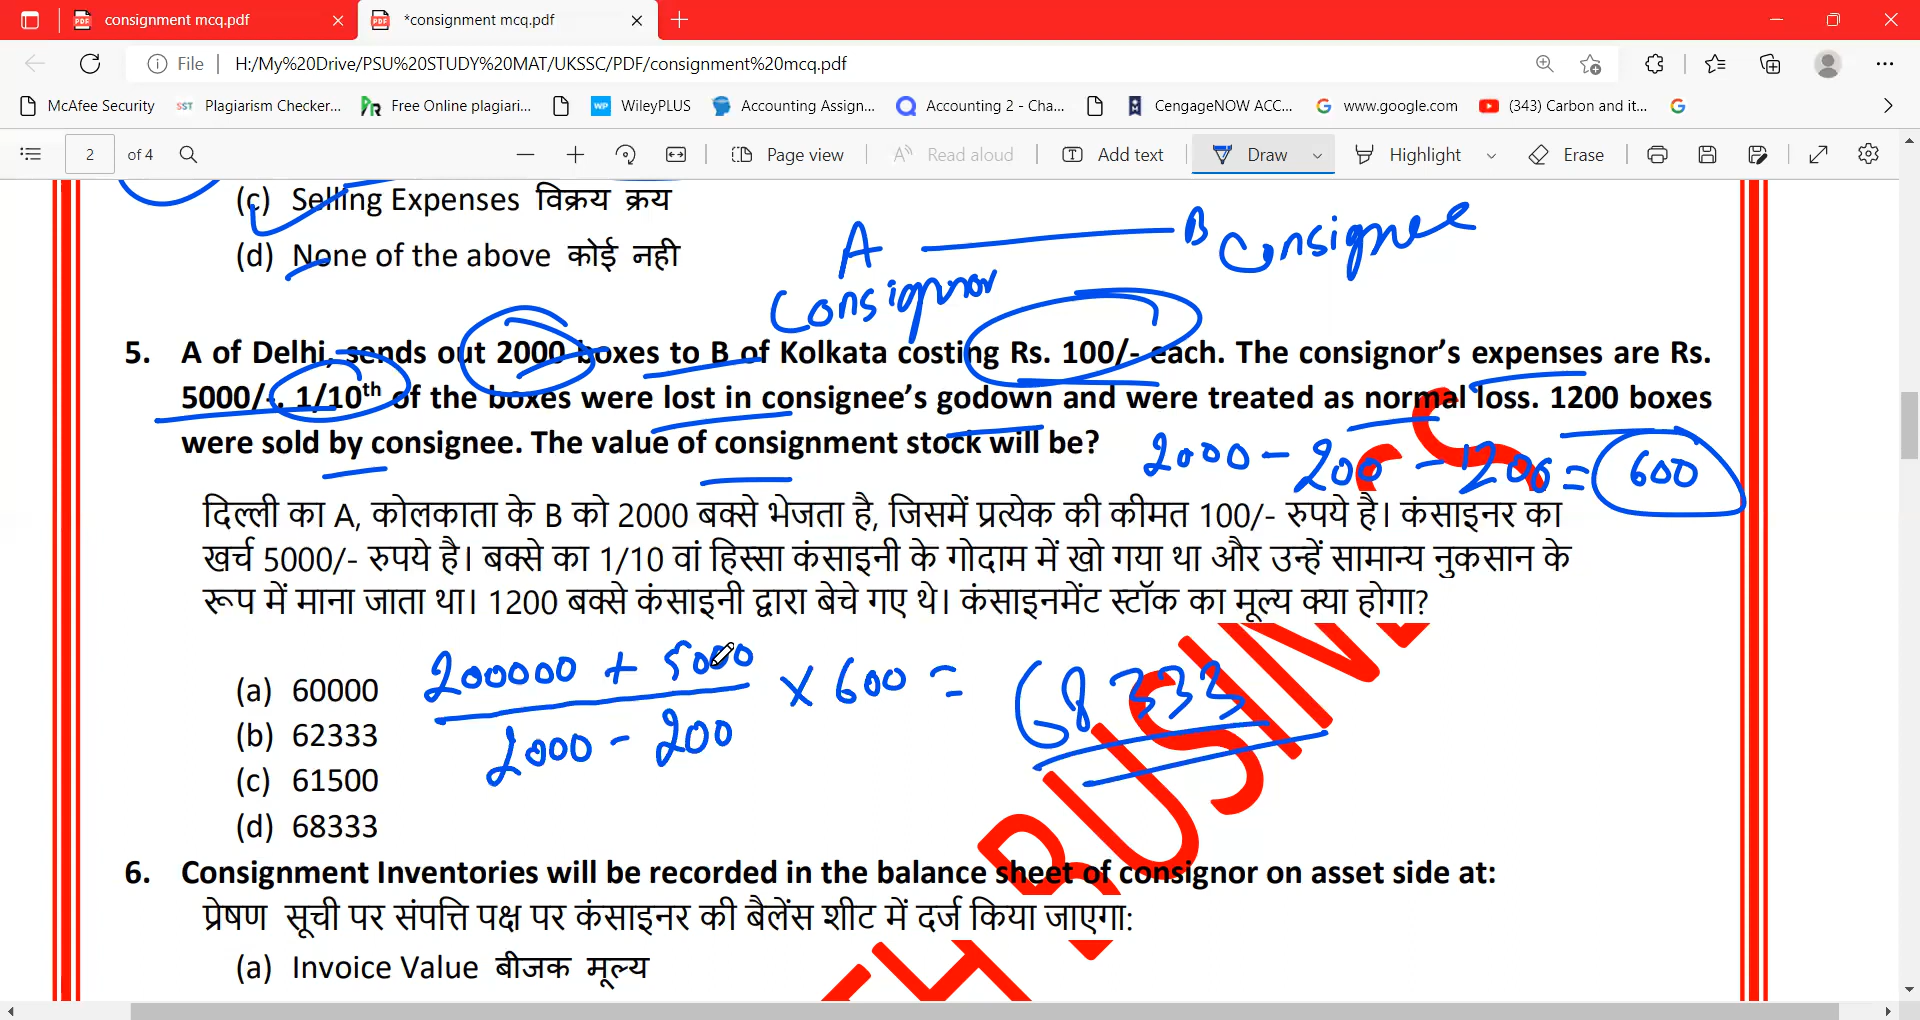 consignment mcq.pdf
*consignment mcq.pdf
File
H:/My%20Drive/PSU%20STUDY%20MAT/UKSSC/PDF/consignment%20mcq.pdf
McAfee Security
SST Plagiarism Checker...
Free Online plagiari...
WP WileyPLUS
Accounting Assign...
Accounting 2 - Cha...
CengageNOW ACC...
www.google.com
(343) Carbon and it...
2 of 4
Page view
Read aloud
Add text
Draw
Highlight
Erase
(c) Selling Expenses विक्रय क्रय
(d) None of the above कोई नही
A B Consignee
Consignor
5. A of Delhi, sends out 2000 boxes to B of Kolkata costing Rs. 100/- each. The consignor's expenses are Rs.
5000/-. 1/10th of the boxes were lost in consignee's godown and were treated as normal loss. 1200 boxes
were sold by consignee. The value of consignment stock will be?
2000 - 200 - 1200 = 600
दिल्ली का A, कोलकाता के B को 2000 बक्से भेजता है, जिसमें प्रत्येक की कीमत 100/- रुपये है। कंसाइनर का
खर्च 5000/- रुपये है। बक्से का 1/10 वां हिस्सा कंसाइनी के गोदाम में खो गया था और उन्हें सामान्य नुकसान के
रूप में माना जाता था। 1200 बक्से कंसाइनी द्वारा बेचे गए थे। कंसाइनमेंट स्टॉक का मूल्य क्या होगा?
200000 + 5000
2000 - 200
× 600 = 68333
(a) 60000
(b) 62333
(c) 61500
(d) 68333
6. Consignment Inventories will be recorded in the balance sheet of consignor on asset side at:
प्रेषण सूची पर संपत्ति पक्ष पर कंसाइनर की बैलेंस शीट में दर्ज किया जाएगा:
(a) Invoice Value बीजक मूल्य